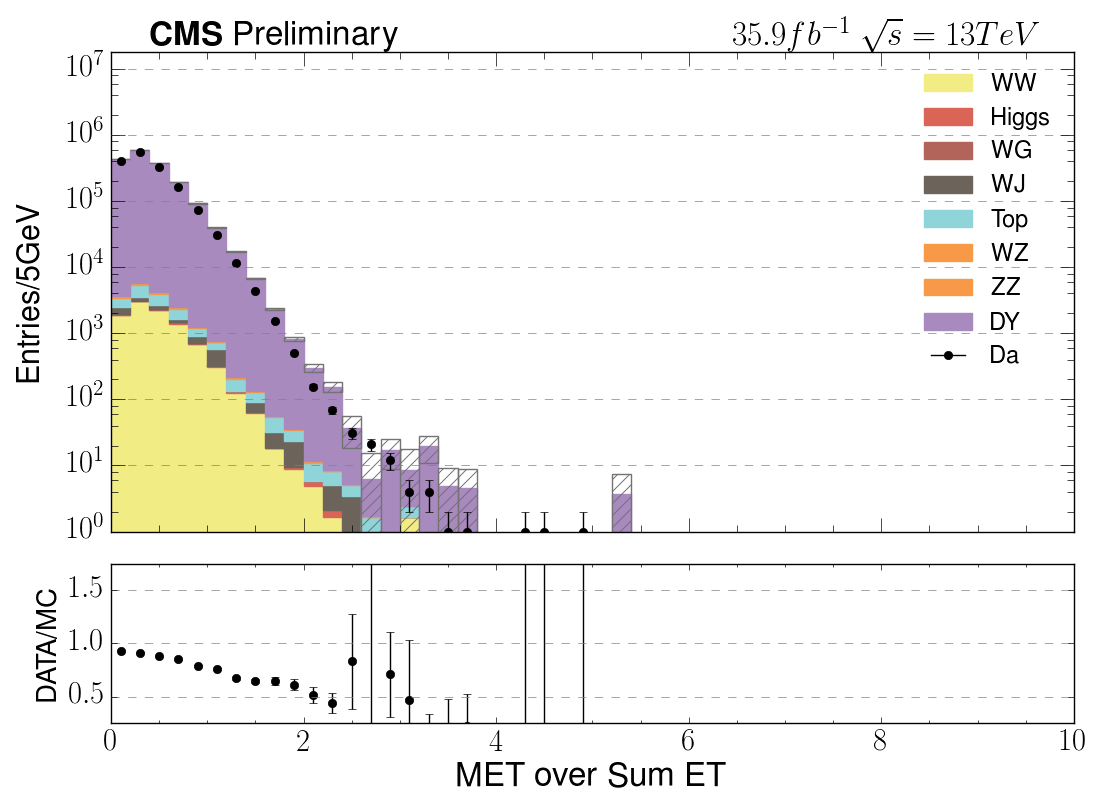 CMS Preliminary 35.9fb⁻¹ √s = 13TeV
10⁷
10⁶
10⁵
10⁴
10³
10²
10¹
10⁰
Entries/5GeV
WW
Higgs
WG
WJ
Top
WZ
ZZ
DY
Da
1.5
1.0
0.5
DATA/MC
0 2 4 6 8 10
MET over Sum ET